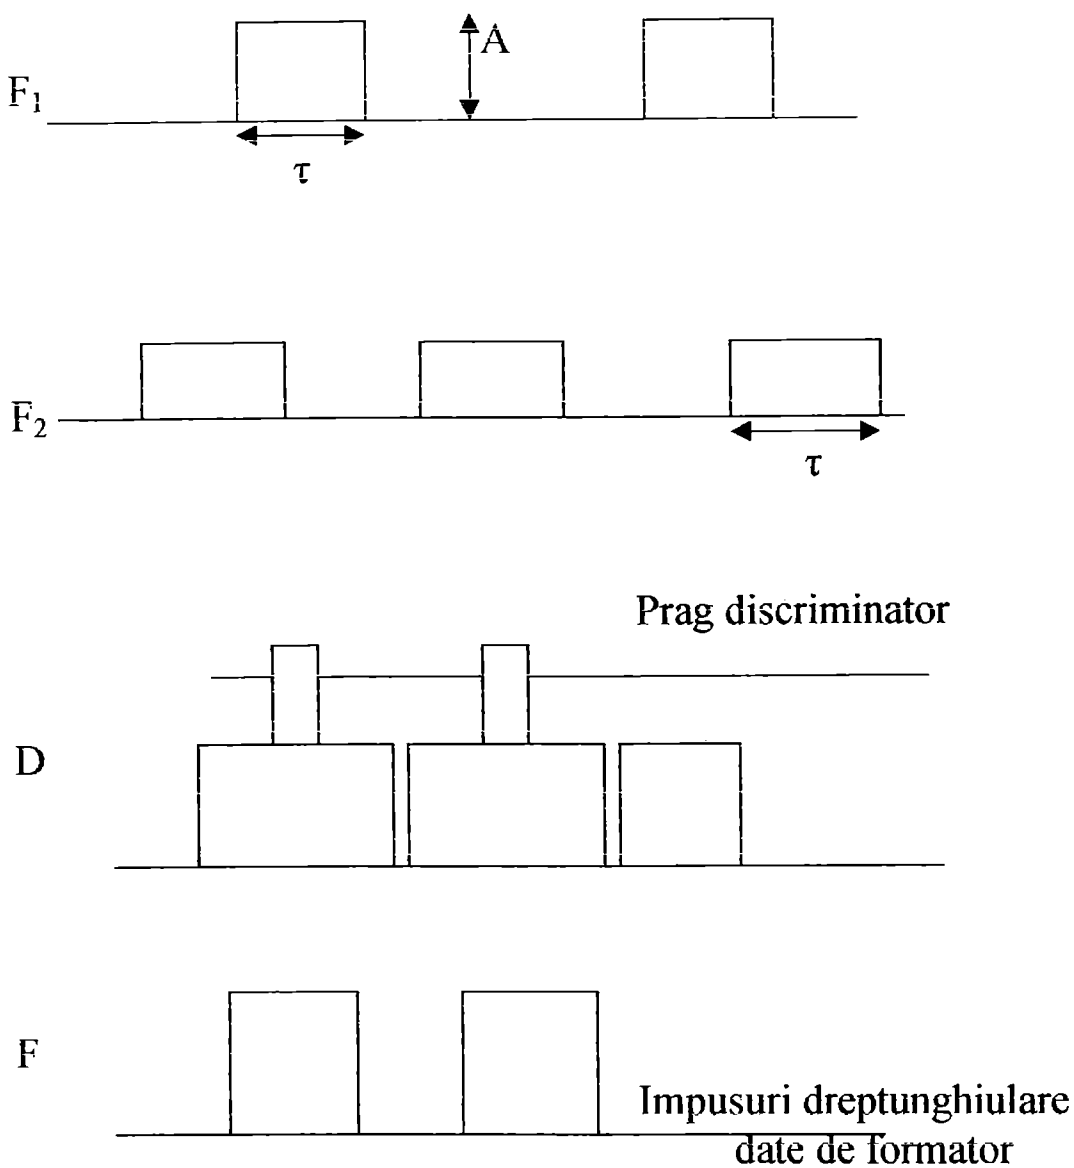 A
F₁
τ
F₂
τ
Prag discriminator
D
F
Impusuri dreptunghiulare
date de formator